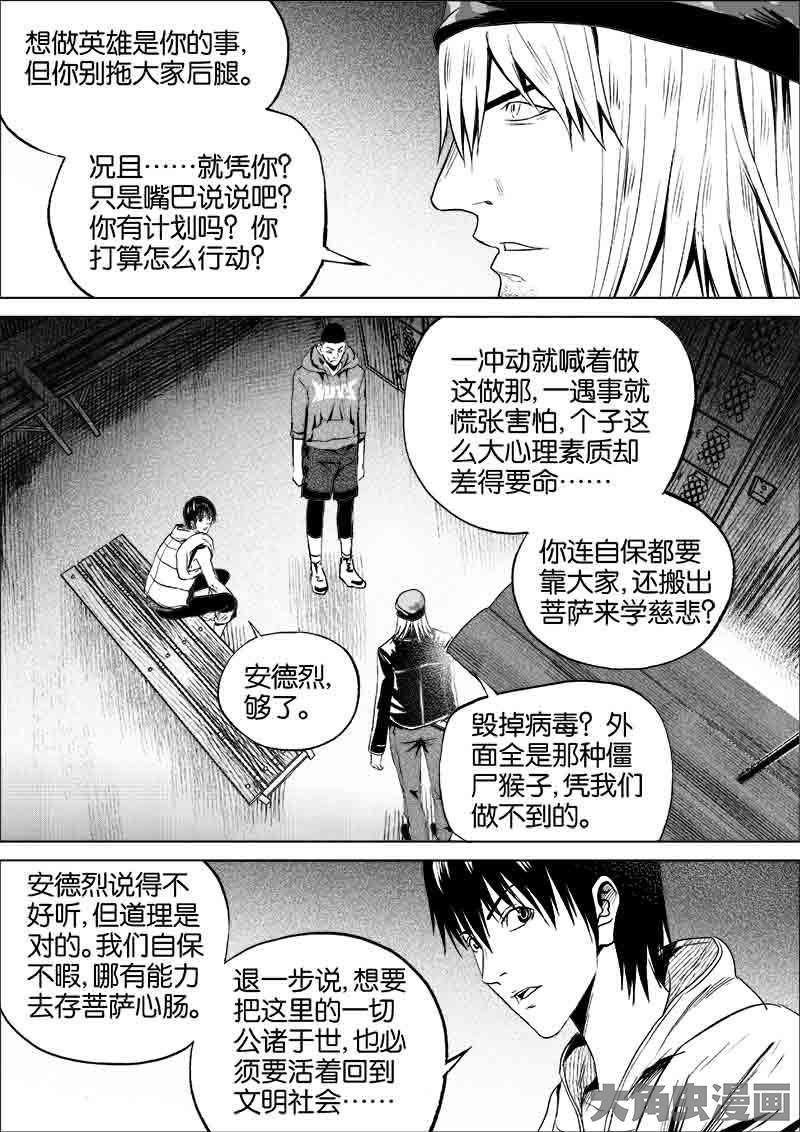 想做英雄是你的事，
但你别拖大家后腿。
况且……就凭你？
只是嘴巴说说吧？
你有计划吗？你
打算怎么行动？
一冲动就喊着做
这做那，一遇事就
慌张害怕，个子这
么大心理素质却
差得要命……
你连自保都要
靠大家，还搬出
菩萨来学慈悲？
安德烈，
够了。
毁掉病毒？外
面全是那种僵
尸猴子，凭我们
做不到的。
安德烈说得不
好听，但道理是
对的。我们自保
不暇，哪有能力
去存菩萨心肠。
退一步说，想要
把这里的一切
公诸于世，也必
须要活着回到
文明社会……
大角虫漫画